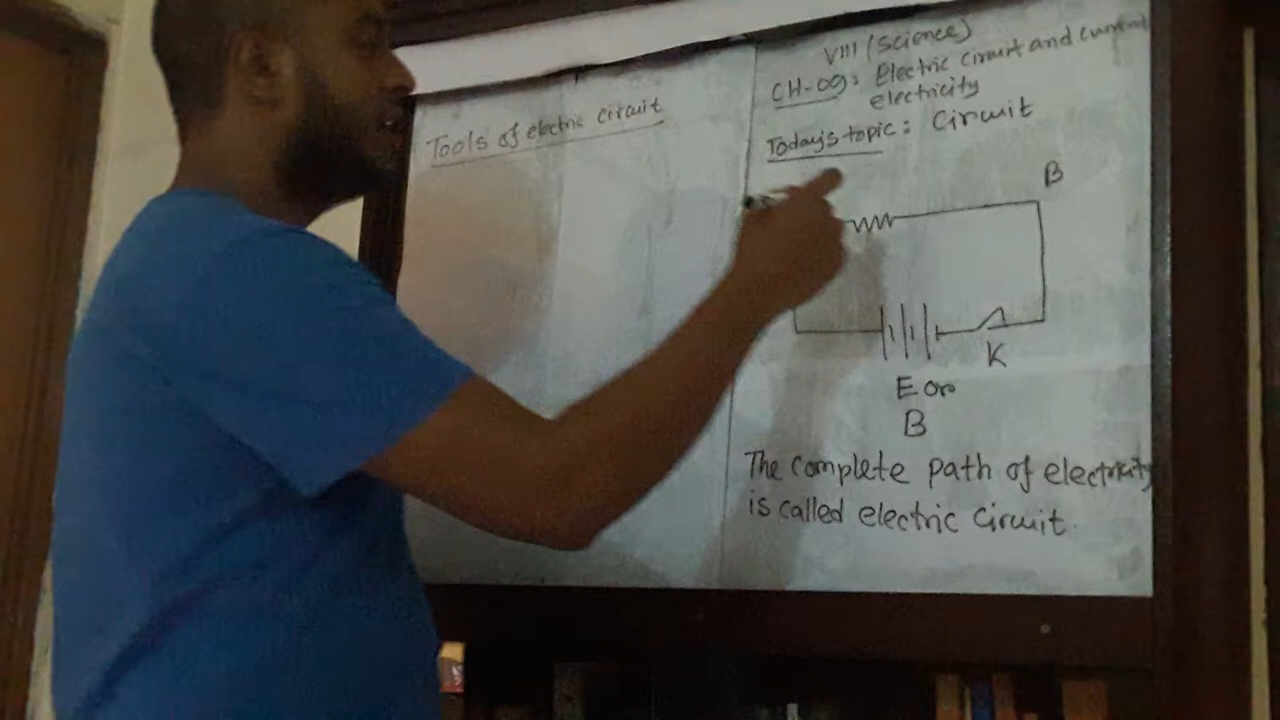 Tools of electric circuit
VIII (Science)
CH-09: Electric circuit and current
electricity
Today's topic: Circuit
B
K
E or
B
The complete path of electricity
is called electric circuit.